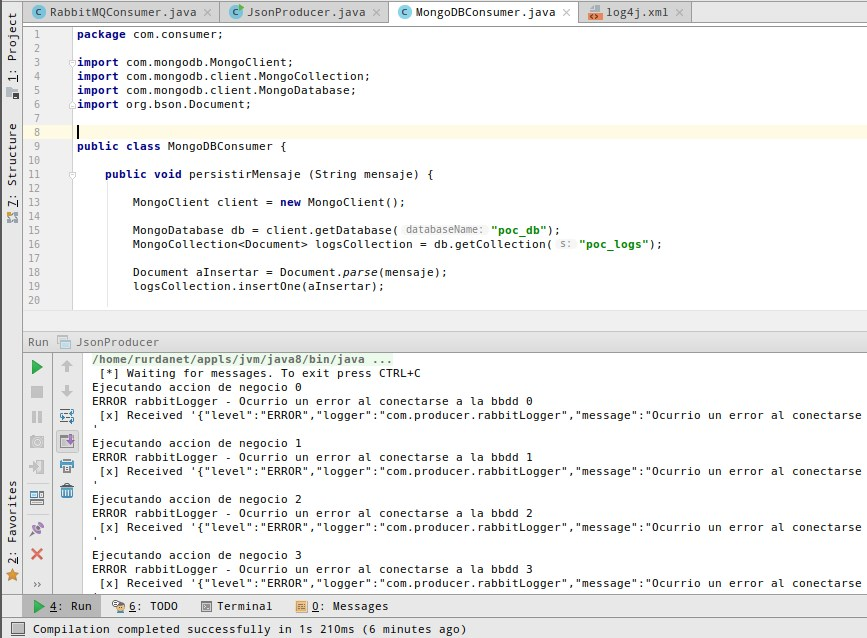 1: Project
Z: Structure
2: Favorites
RabbitMQConsumer.java
JsonProducer.java
MongoDBConsumer.java
log4j.xml
1 package com.consumer;
2
3 import com.mongodb.MongoClient;
4 import com.mongodb.client.MongoCollection;
5 import com.mongodb.client.MongoDatabase;
6 import org.bson.Document;
7
8
9 public class MongoDBConsumer {
10
11 public void persistirMensaje (String mensaje) {
12
13 MongoClient client = new MongoClient();
14
15 MongoDatabase db = client.getDatabase( databaseName: "poc_db");
16 MongoCollection<Document> logsCollection = db.getCollection( s: "poc_logs");
17
18 Document aInsertar = Document.parse(mensaje);
19 logsCollection.insertOne(aInsertar);
20
Run JsonProducer
/home/rurdanet/appls/jvm/java8/bin/java ...
[*] Waiting for messages. To exit press CTRL+C
Ejecutando accion de negocio 0
ERROR rabbitLogger - Ocurrio un error al conectarse a la bbdd 0
[x] Received '{"level":"ERROR","logger":"com.producer.rabbitLogger","message":"Ocurrio un error al conectarse
'
Ejecutando accion de negocio 1
ERROR rabbitLogger - Ocurrio un error al conectarse a la bbdd 1
[x] Received '{"level":"ERROR","logger":"com.producer.rabbitLogger","message":"Ocurrio un error al conectarse
'
Ejecutando accion de negocio 2
ERROR rabbitLogger - Ocurrio un error al conectarse a la bbdd 2
[x] Received '{"level":"ERROR","logger":"com.producer.rabbitLogger","message":"Ocurrio un error al conectarse
'
Ejecutando accion de negocio 3
ERROR rabbitLogger - Ocurrio un error al conectarse a la bbdd 3
[x] Received '{"level":"ERROR","logger":"com.producer.rabbitLogger","message":"Ocurrio un error al conectarse
4: Run 6: TODO Terminal 0: Messages
Compilation completed successfully in 1s 210ms (6 minutes ago)